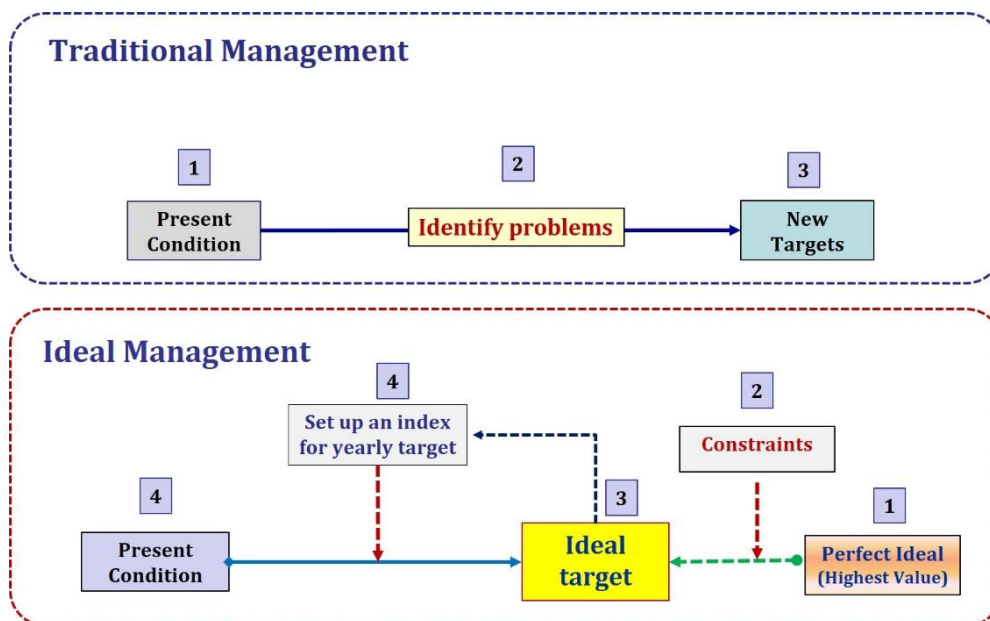 Traditional Management
1
2
3
Present
Condition
Identify problems
New
Targets
Ideal Management
4
2
Set up an index
for yearly target
Constraints
4
3
1
Present
Condition
Ideal
target
Perfect Ideal
(Highest Value)